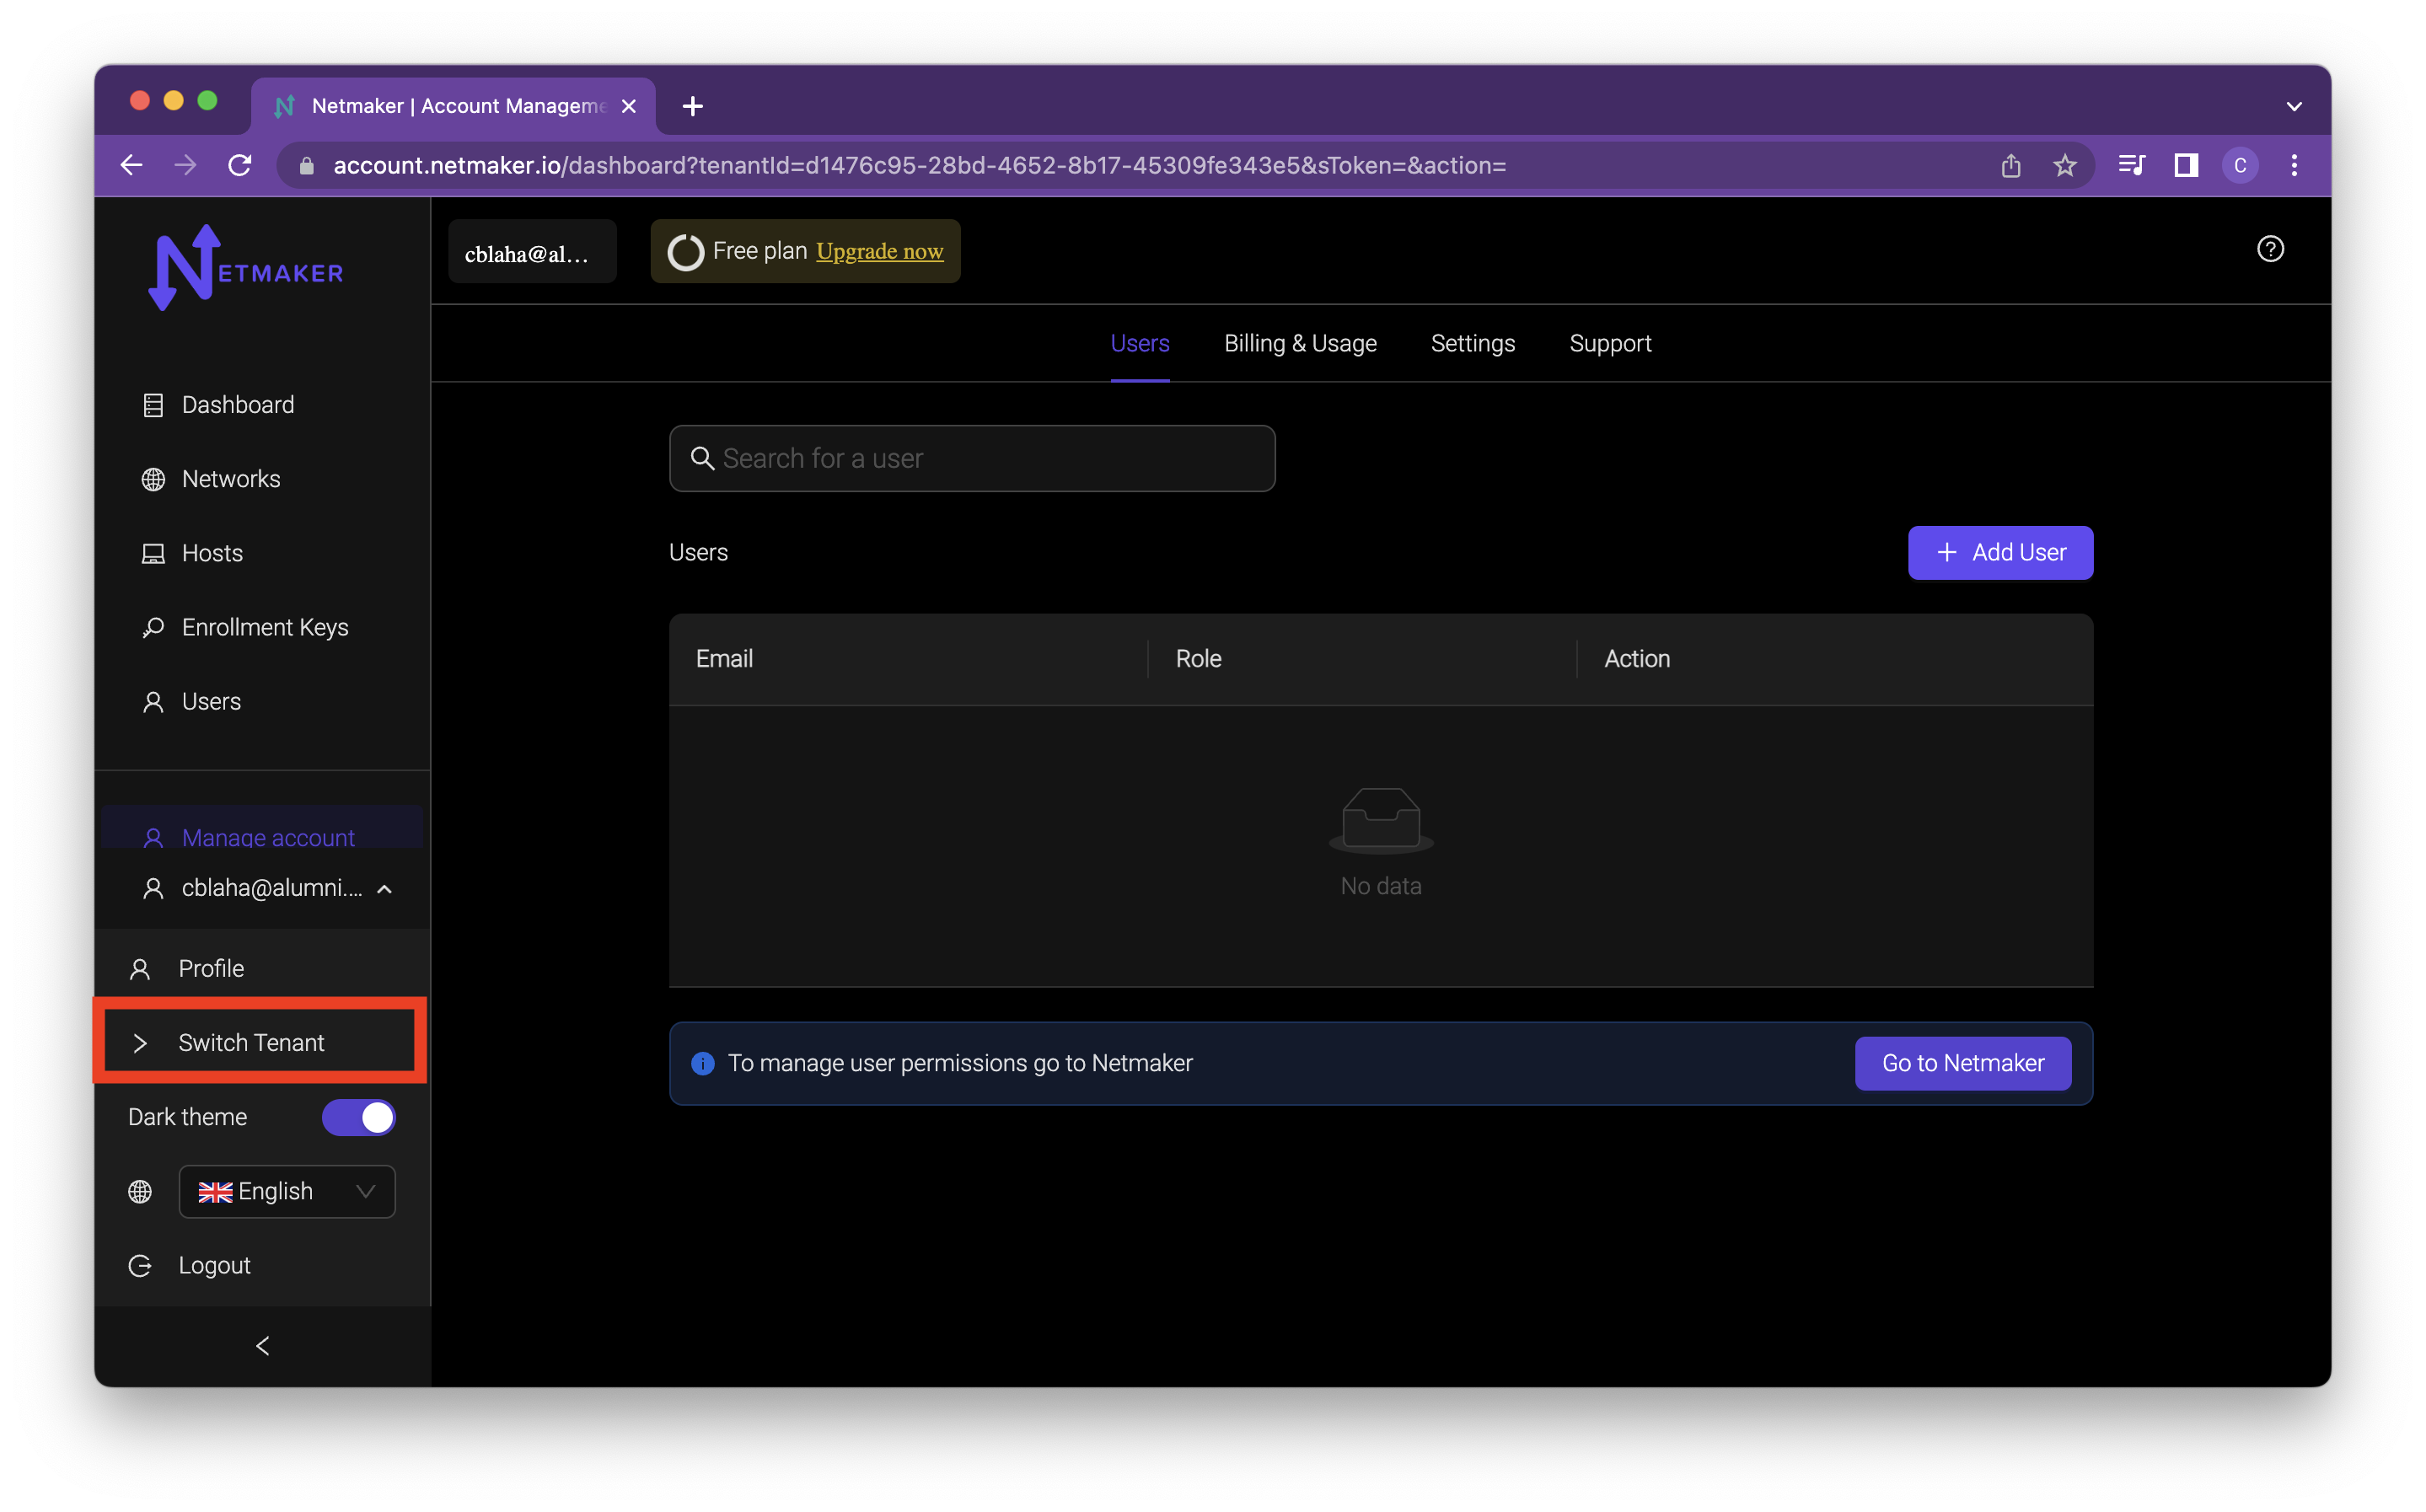 Netmaker | Account Manageme
account.netmaker.io/dashboard?tenantId=d1476c95-28bd-4652-8b17-45309fe343e5&sToken=&action=
C
NETMAKER
cblaha@al...
Free plan Upgrade now
Users Billing & Usage Settings Support
Dashboard
Networks
Hosts
Enrollment Keys
Users
Manage account
cblaha@alumni....
Profile
Switch Tenant
Dark theme
English
Logout
Search for a user
Users
+ Add User
Email Role Action
No data
To manage user permissions go to Netmaker
Go to Netmaker